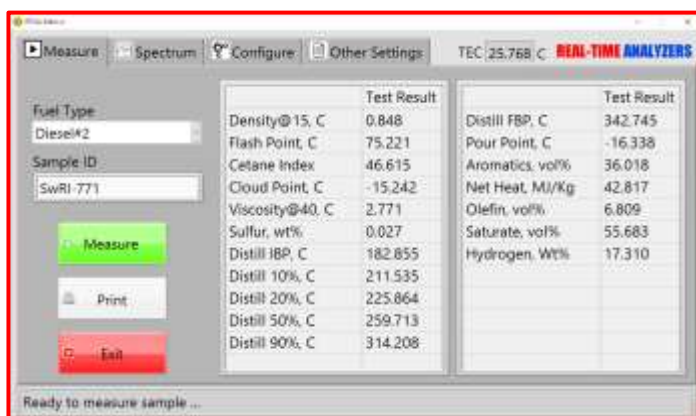 Measure Spectrum Configure Other Settings TEC 25.768 C REAL-TIME ANALYZERS
Fuel Type
Diesel#2
Sample ID
SwRI-771
Measure
Print
Exit
Test Result
Density@15, C 0.848
Flash Point, C 75.221
Cetane Index 46.615
Cloud Point, C -15.242
Viscosity@40, C 2.771
Sulfur, wt% 0.027
Distill IBP, C 182.855
Distill 10%, C 211.535
Distill 20%, C 225.864
Distill 50%, C 259.713
Distill 90%, C 314.208
Test Result
Distill FBP, C 342.745
Pour Point, C -16.338
Aromatics, vol% 36.018
Net Heat, MJ/Kg 42.817
Olefin, vol% 6.809
Saturate, vol% 55.683
Hydrogen, Wt% 17.310
Ready to measure sample ...